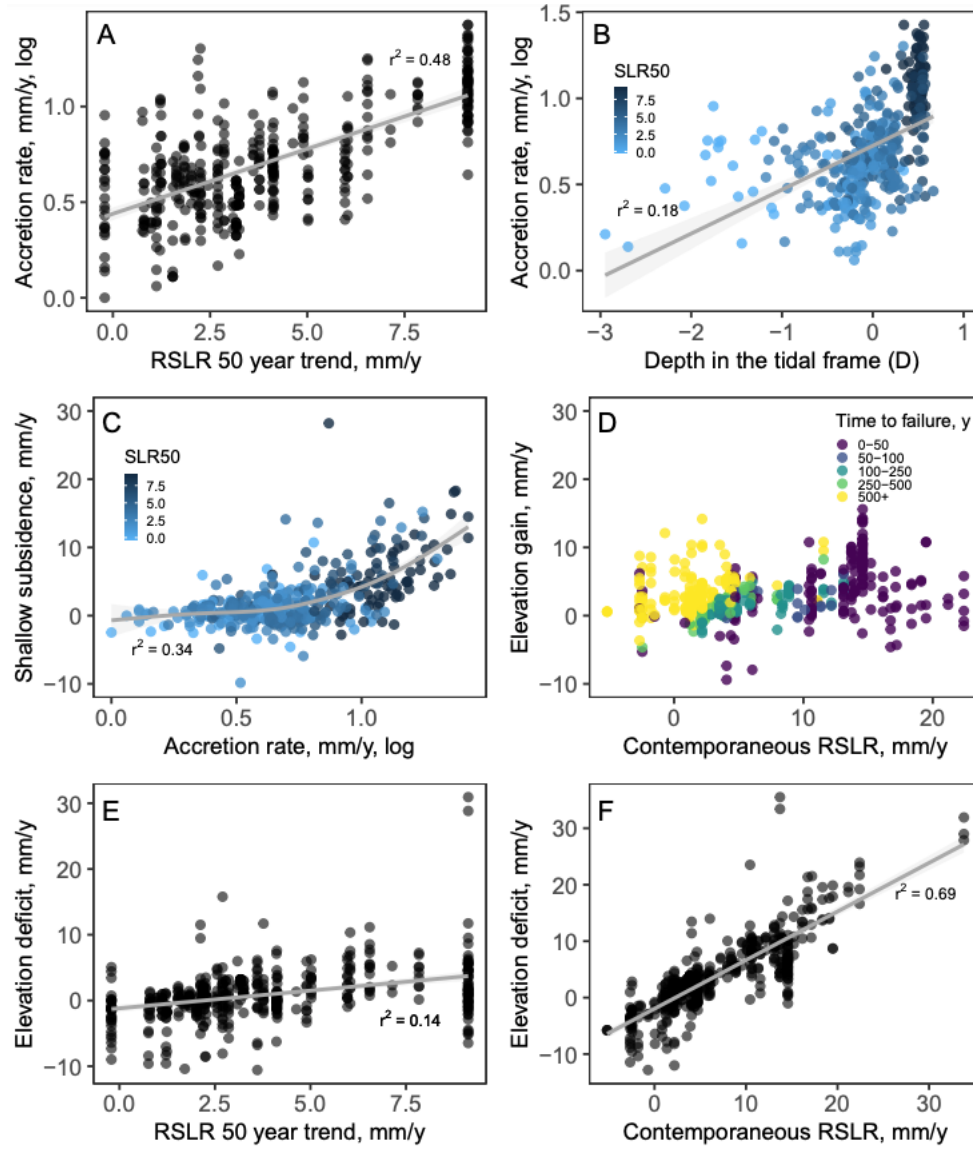 A
r² = 0.48
Accretion rate, mm/y, log
1.0
0.5
0.0
0.0 2.5 5.0 7.5
RSLR 50 year trend, mm/y
B
SLR50
7.5
5.0
2.5
0.0
r² = 0.18
Accretion rate, mm/y, log
1.5
1.0
0.5
0.0
−3 −2 −1 0 1
Depth in the tidal frame (D)
C
SLR50
7.5
5.0
2.5
0.0
r² = 0.34
Shallow subsidence, mm/y
30
20
10
0
−10
0.0 0.5 1.0
Accretion rate, mm/y, log
D
Time to failure, y
0−50
50−100
100−250
250−500
500+
Elevation gain, mm/y
30
20
10
0
−10
0 10 20
Contemporaneous RSLR, mm/y
E
r² = 0.14
Elevation deficit, mm/y
30
20
10
0
−10
0.0 2.5 5.0 7.5
RSLR 50 year trend, mm/y
F
r² = 0.69
Elevation deficit, mm/y
30
20
10
0
−10
0 10 20 30
Contemporaneous RSLR, mm/y